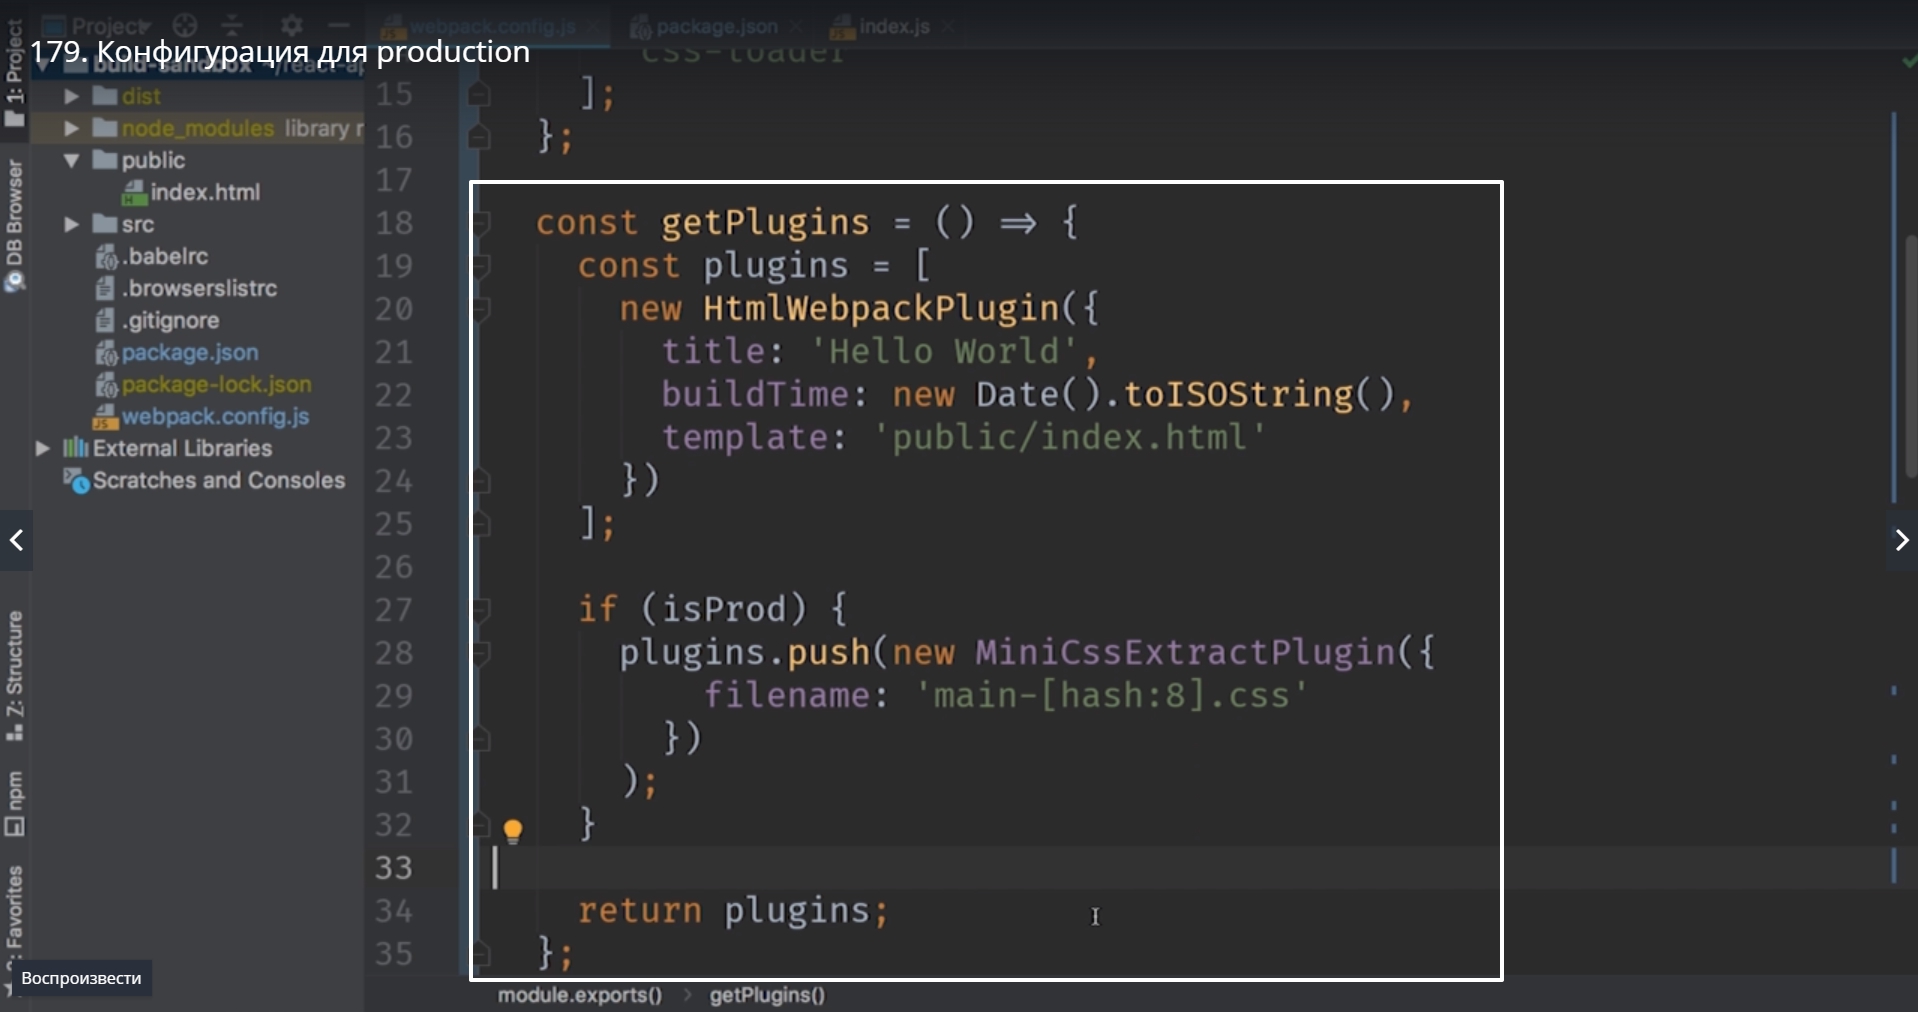 Project
webpack.config.js
package.json
index.js
179. Конфигурация для production
1: Project
DB Browser
Z: Structure
npm
Favorites
build-sandbox ~/react-ap
dist
node_modules library r
public
index.html
src
.babelrc
.browserslistrc
.gitignore
package.json
package-lock.json
webpack.config.js
External Libraries
Scratches and Consoles
css-loader
15 ];
16 };
17
18 const getPlugins = () ⇒ {
19 const plugins = [
20 new HtmlWebpackPlugin({
21 title: 'Hello World',
22 buildTime: new Date().toISOString(),
23 template: 'public/index.html'
24 })
25 ];
26
27 if (isProd) {
28 plugins.push(new MiniCssExtractPlugin({
29 filename: 'main-[hash:8].css'
30 })
31 );
32 }
33
34 return plugins;
35 };
Воспроизвести
module.exports() > getPlugins()